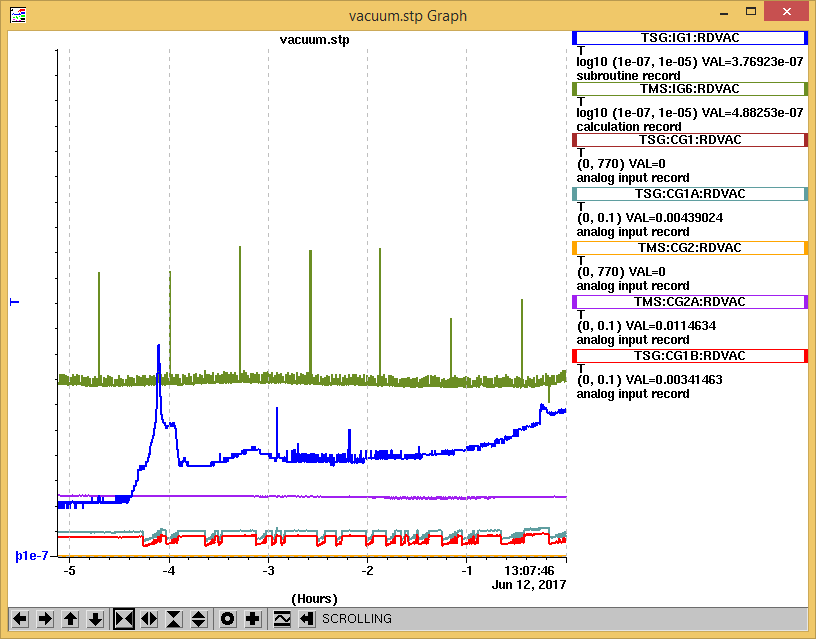 vacuum.stp Graph
vacuum.stp
TSG:IG1:RDVAC
T
log10 (1e-07, 1e-05) VAL=3.76923e-07
subroutine record
TMS:IG6:RDVAC
T
log10 (1e-07, 1e-05) VAL=4.88253e-07
calculation record
TSG:CG1:RDVAC
T
(0, 770) VAL=0
analog input record
TSG:CG1A:RDVAC
T
(0, 0.1) VAL=0.00439024
analog input record
TMS:CG2:RDVAC
T
(0, 770) VAL=0
analog input record
TMS:CG2A:RDVAC
T
(0, 0.1) VAL=0.0114634
analog input record
TSG:CG1B:RDVAC
T
(0, 0.1) VAL=0.00341463
analog input record
T
1e-7
-5 -4 -3 -2 -1 13:07:46
Jun 12, 2017
(Hours)
SCROLLING